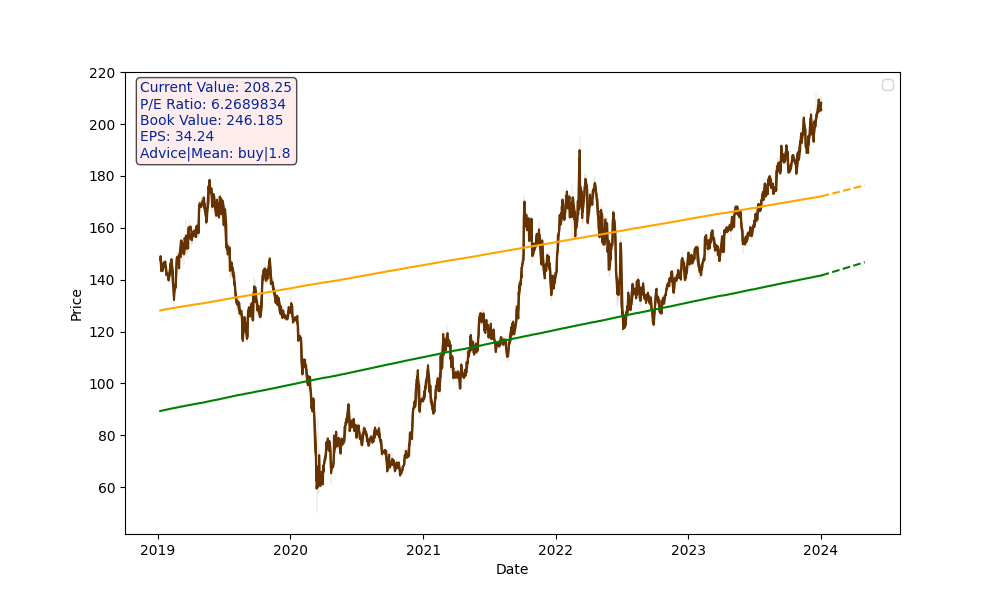 220
200
180
160
140
120
100
80
60
Price
Current Value: 208.25
P/E Ratio: 6.2689834
Book Value: 246.185
EPS: 34.24
Advice|Mean: buy|1.8
2019
2020
2021
2022
2023
2024
Date